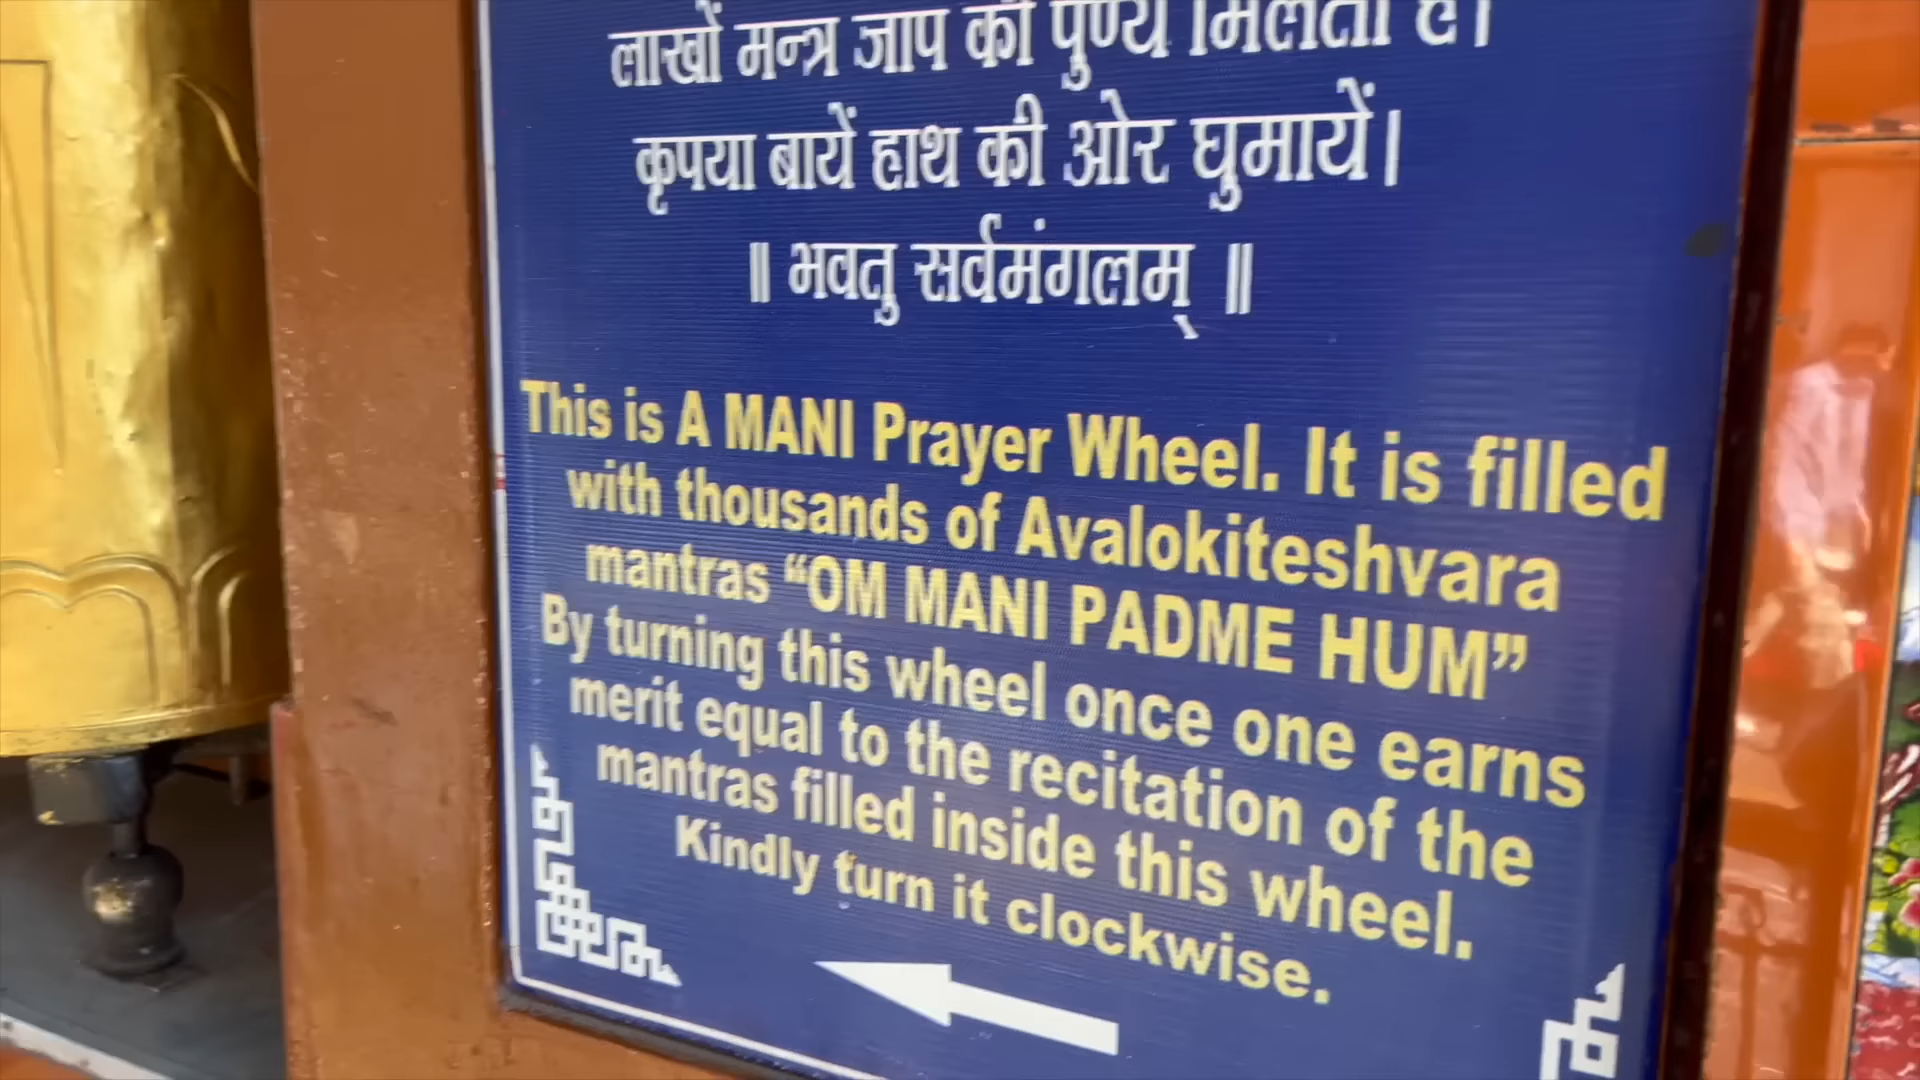 लाखों मन्त्र जाप की पुण्य मिलता है।
कृपया बायें हाथ की ओर घुमायें।
॥ भवतु सर्वमंगलम् ॥
This is A MANI Prayer Wheel. It is filled
with thousands of Avalokiteshvara
mantras “OM MANI PADME HUM”
By turning this wheel once one earns
merit equal to the recitation of the
mantras filled inside this wheel.
Kindly turn it clockwise.